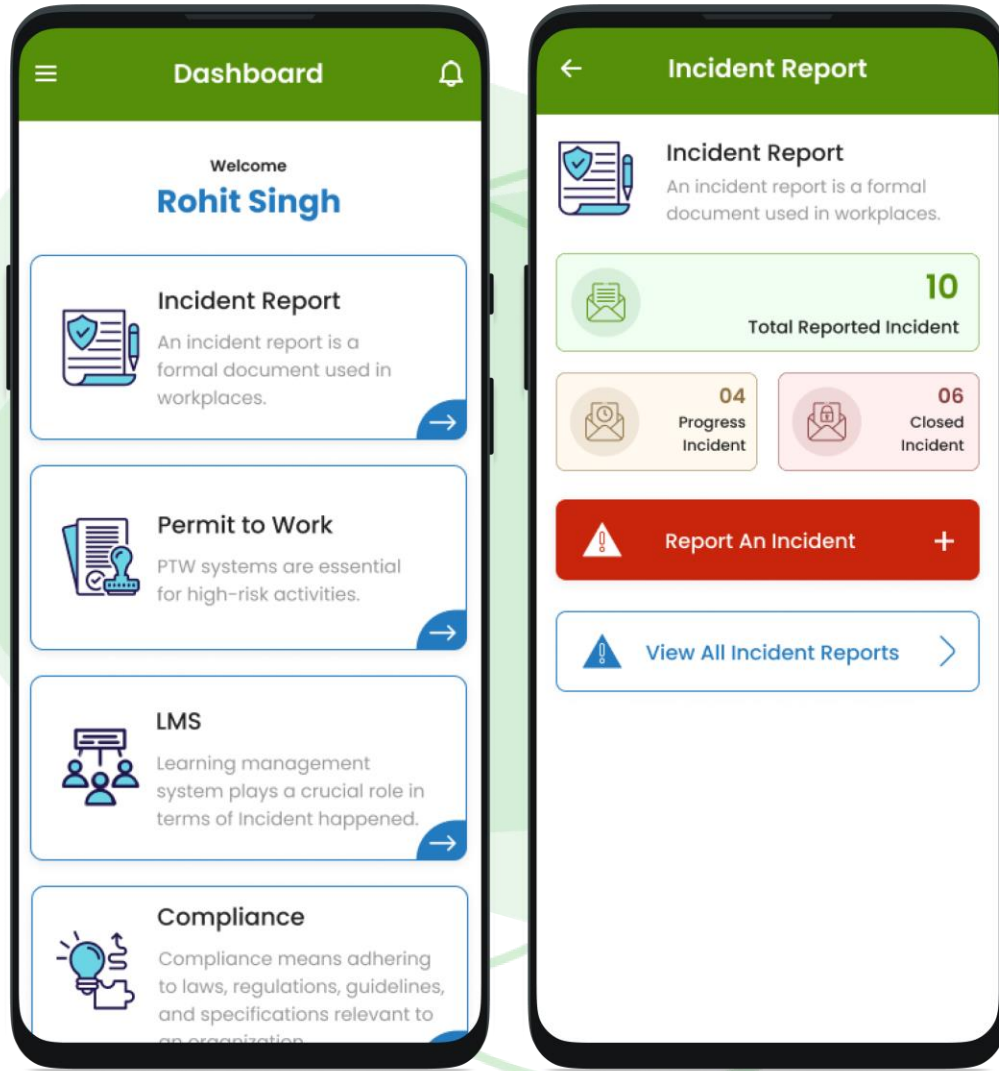 Dashboard
Welcome
Rohit Singh
Incident Report
An incident report is a
formal document used in
workplaces.
Permit to Work
PTW systems are essential
for high-risk activities.
LMS
Learning management
system plays a crucial role in
terms of Incident happened.
Compliance
Compliance means adhering
to laws, regulations, guidelines,
and specifications relevant to
an organization
Incident Report
Incident Report
An incident report is a formal
document used in workplaces.
10
Total Reported Incident
04
Progress
Incident
06
Closed
Incident
Report An Incident
View All Incident Reports